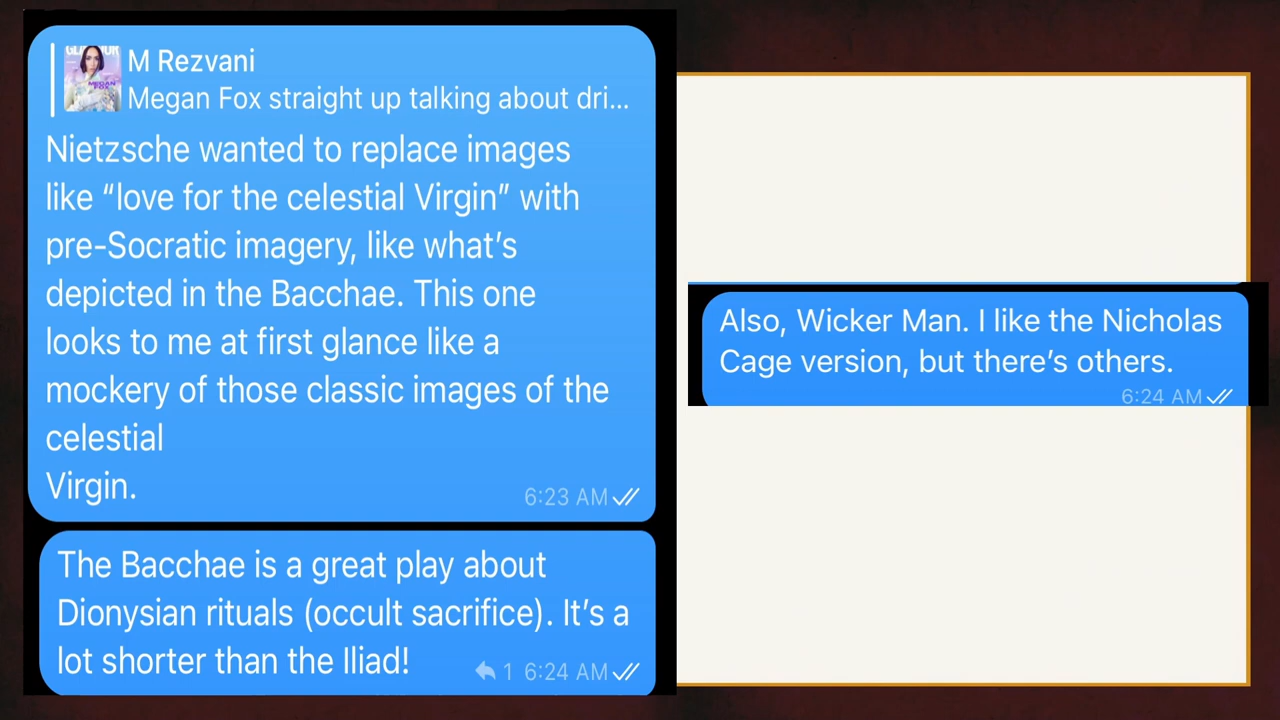 M Rezvani
Megan Fox straight up talking about dri...
Nietzsche wanted to replace images
like “love for the celestial Virgin” with
pre-Socratic imagery, like what’s
depicted in the Bacchae. This one
looks to me at first glance like a
mockery of those classic images of the
celestial
Virgin.
6:23 AM
The Bacchae is a great play about
Dionysian rituals (occult sacrifice). It’s a
lot shorter than the Iliad!
1 6:24 AM
Also, Wicker Man. I like the Nicholas
Cage version, but there’s others.
6:24 AM